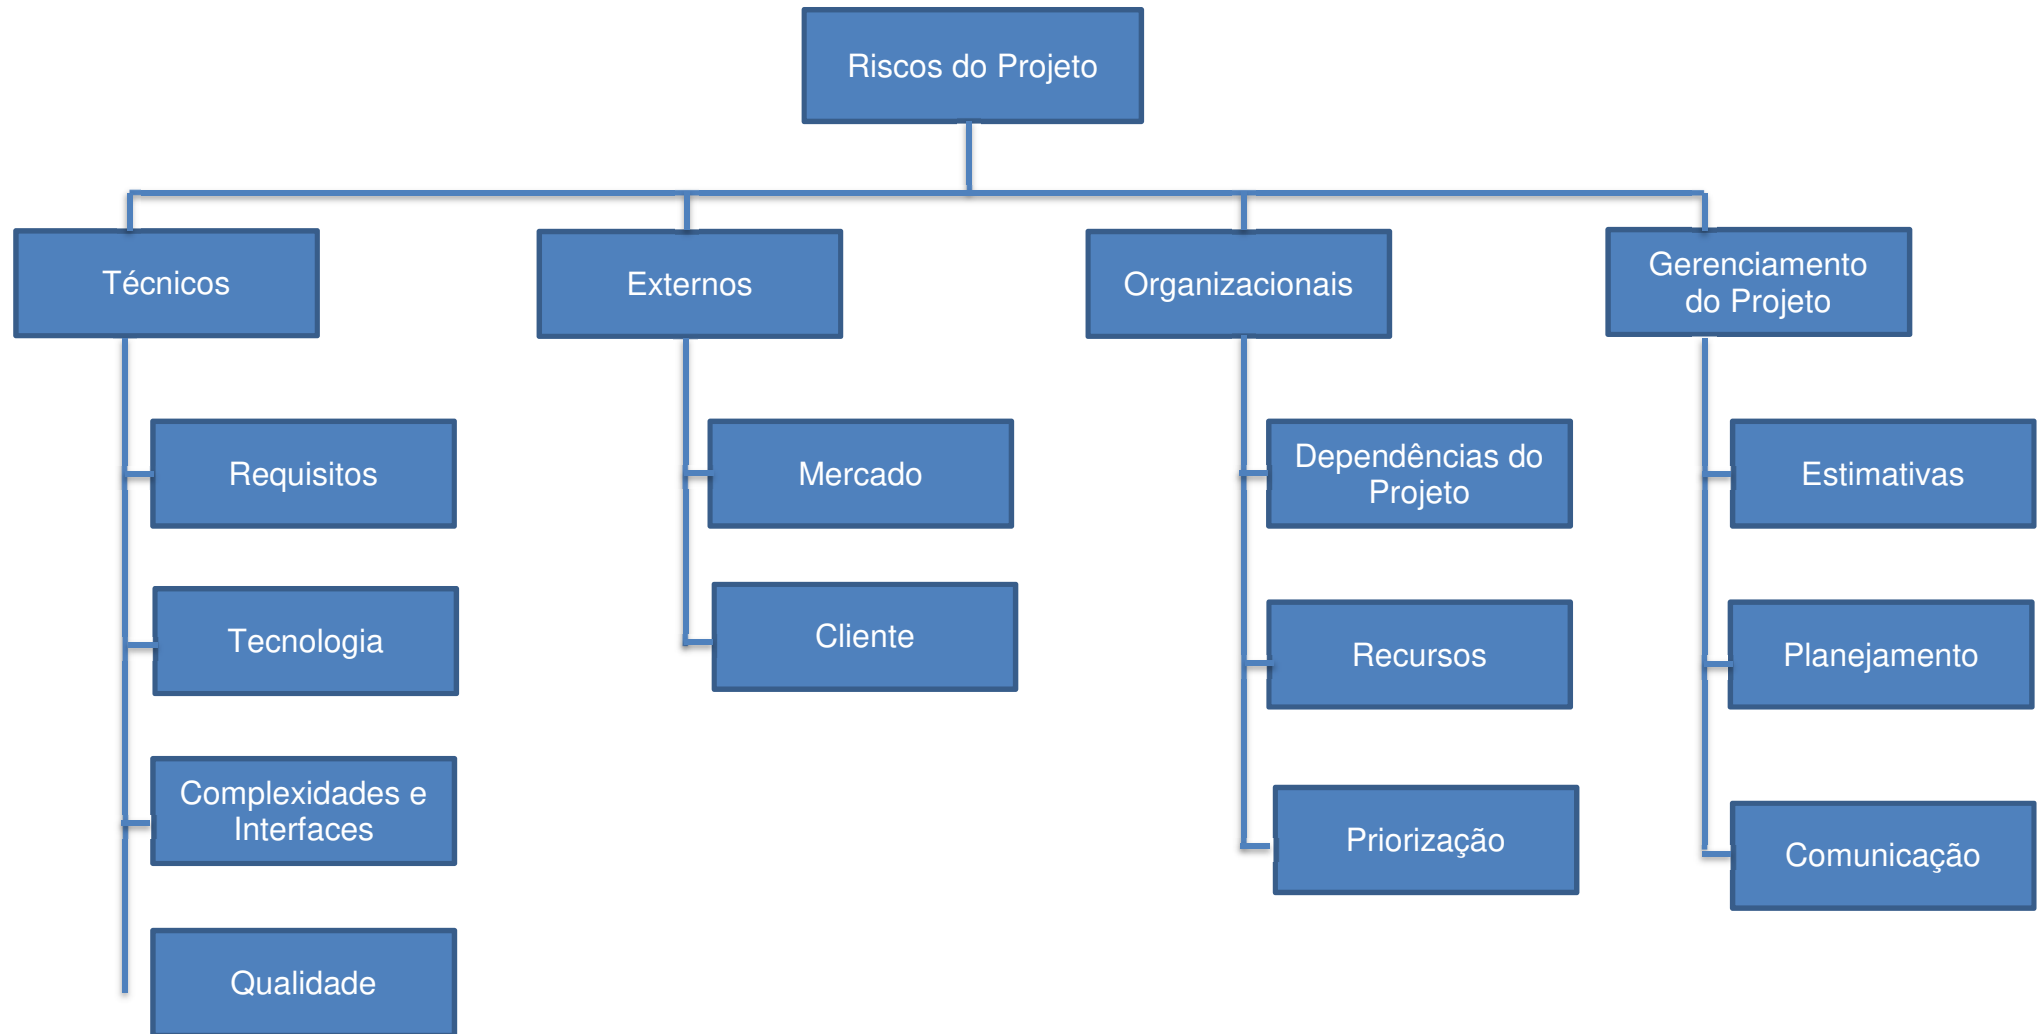 Riscos do Projeto
Técnicos
Externos
Organizacionais
Gerenciamento
do Projeto
Requisitos
Mercado
Dependências do
Projeto
Estimativas
Tecnologia
Cliente
Recursos
Planejamento
Complexidades e
Interfaces
Priorização
Comunicação
Qualidade